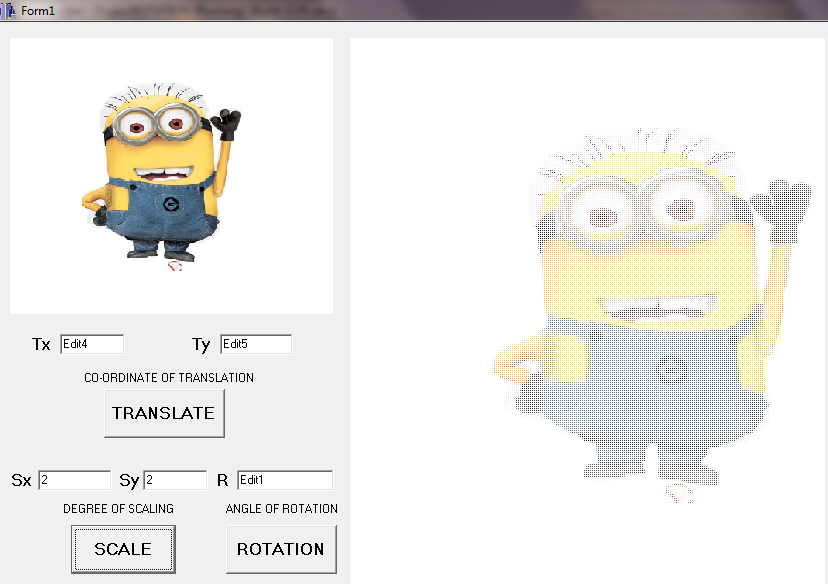 Form1
Tx Edit4 Ty Edit5
CO-ORDINATE OF TRANSLATION
TRANSLATE
Sx 2 Sy 2 R Edit1
DEGREE OF SCALING ANGLE OF ROTATION
SCALE ROTATION